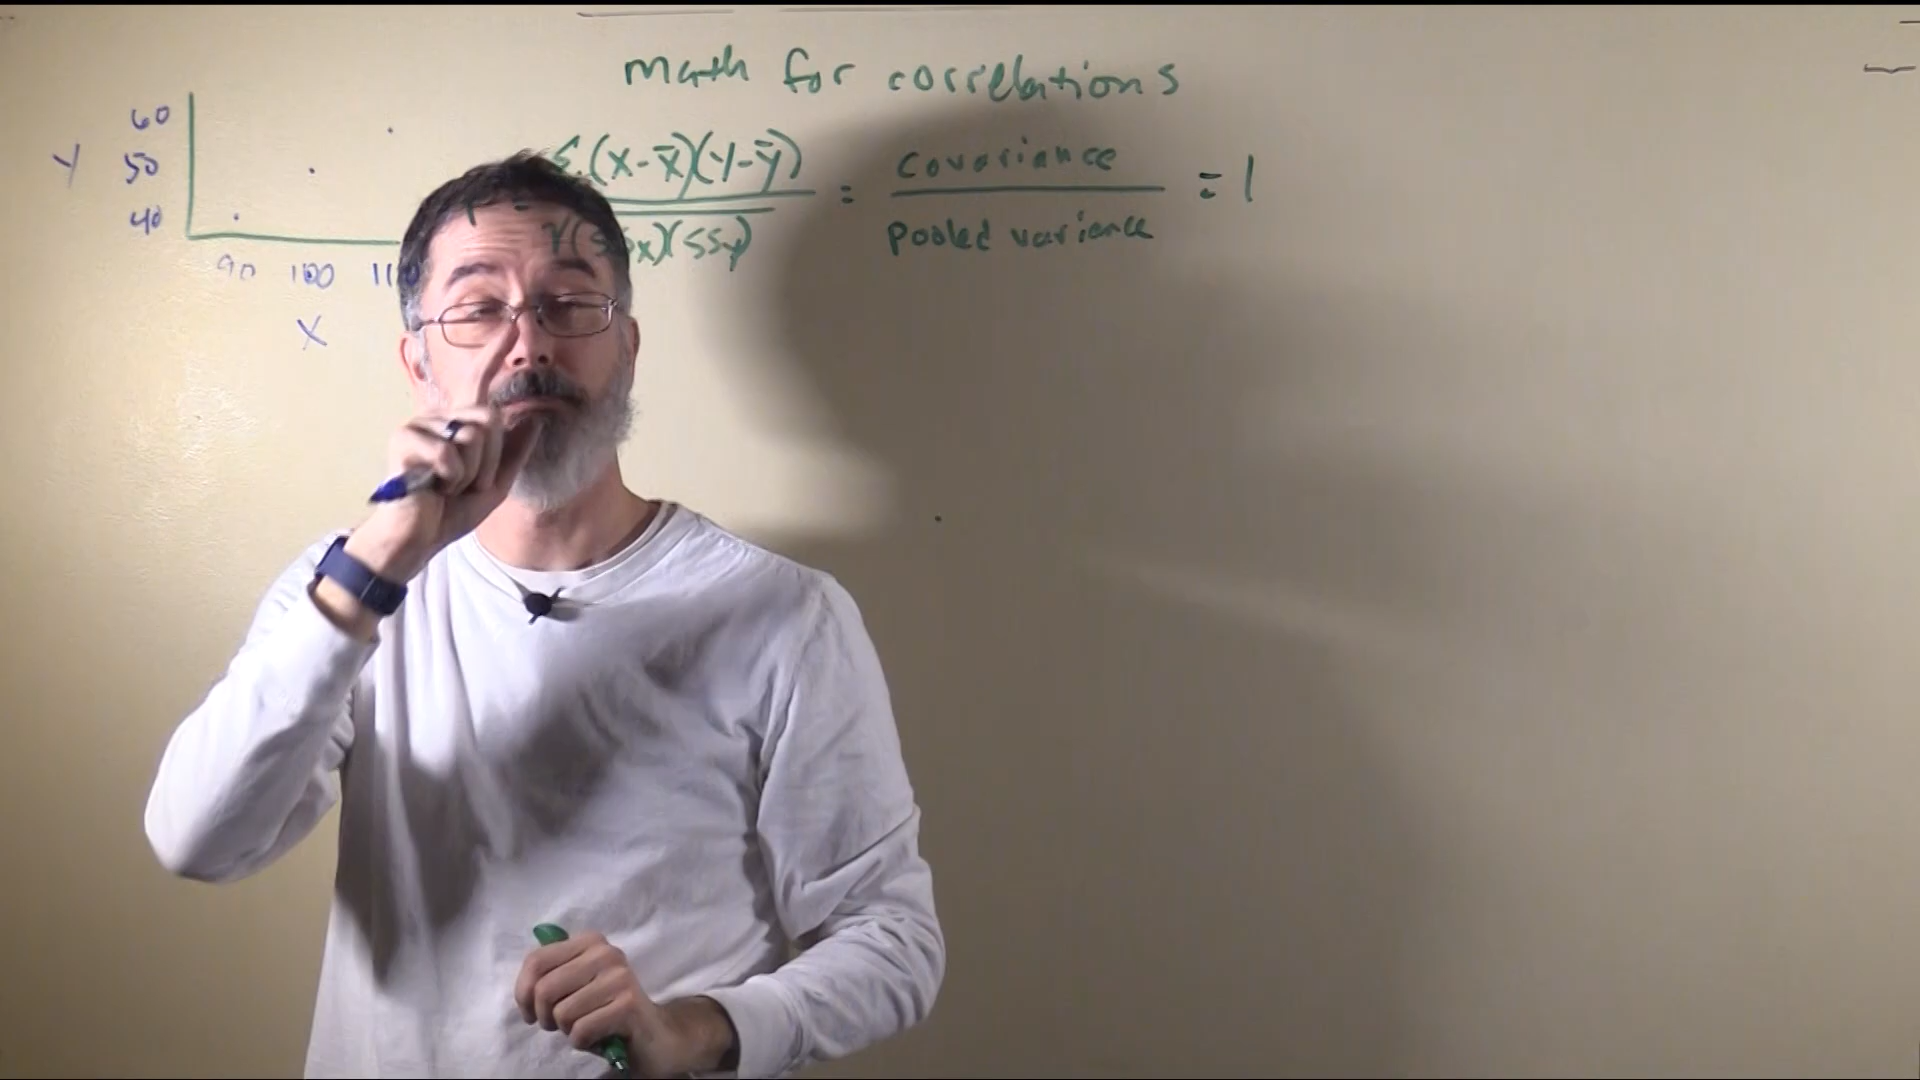 math for correlations
r = Σ(X-X̄)(Y-Ȳ) / √(SSx)(SSy) = covariance / pooled variance = 1
60
Y 50
40
90 100 110
X